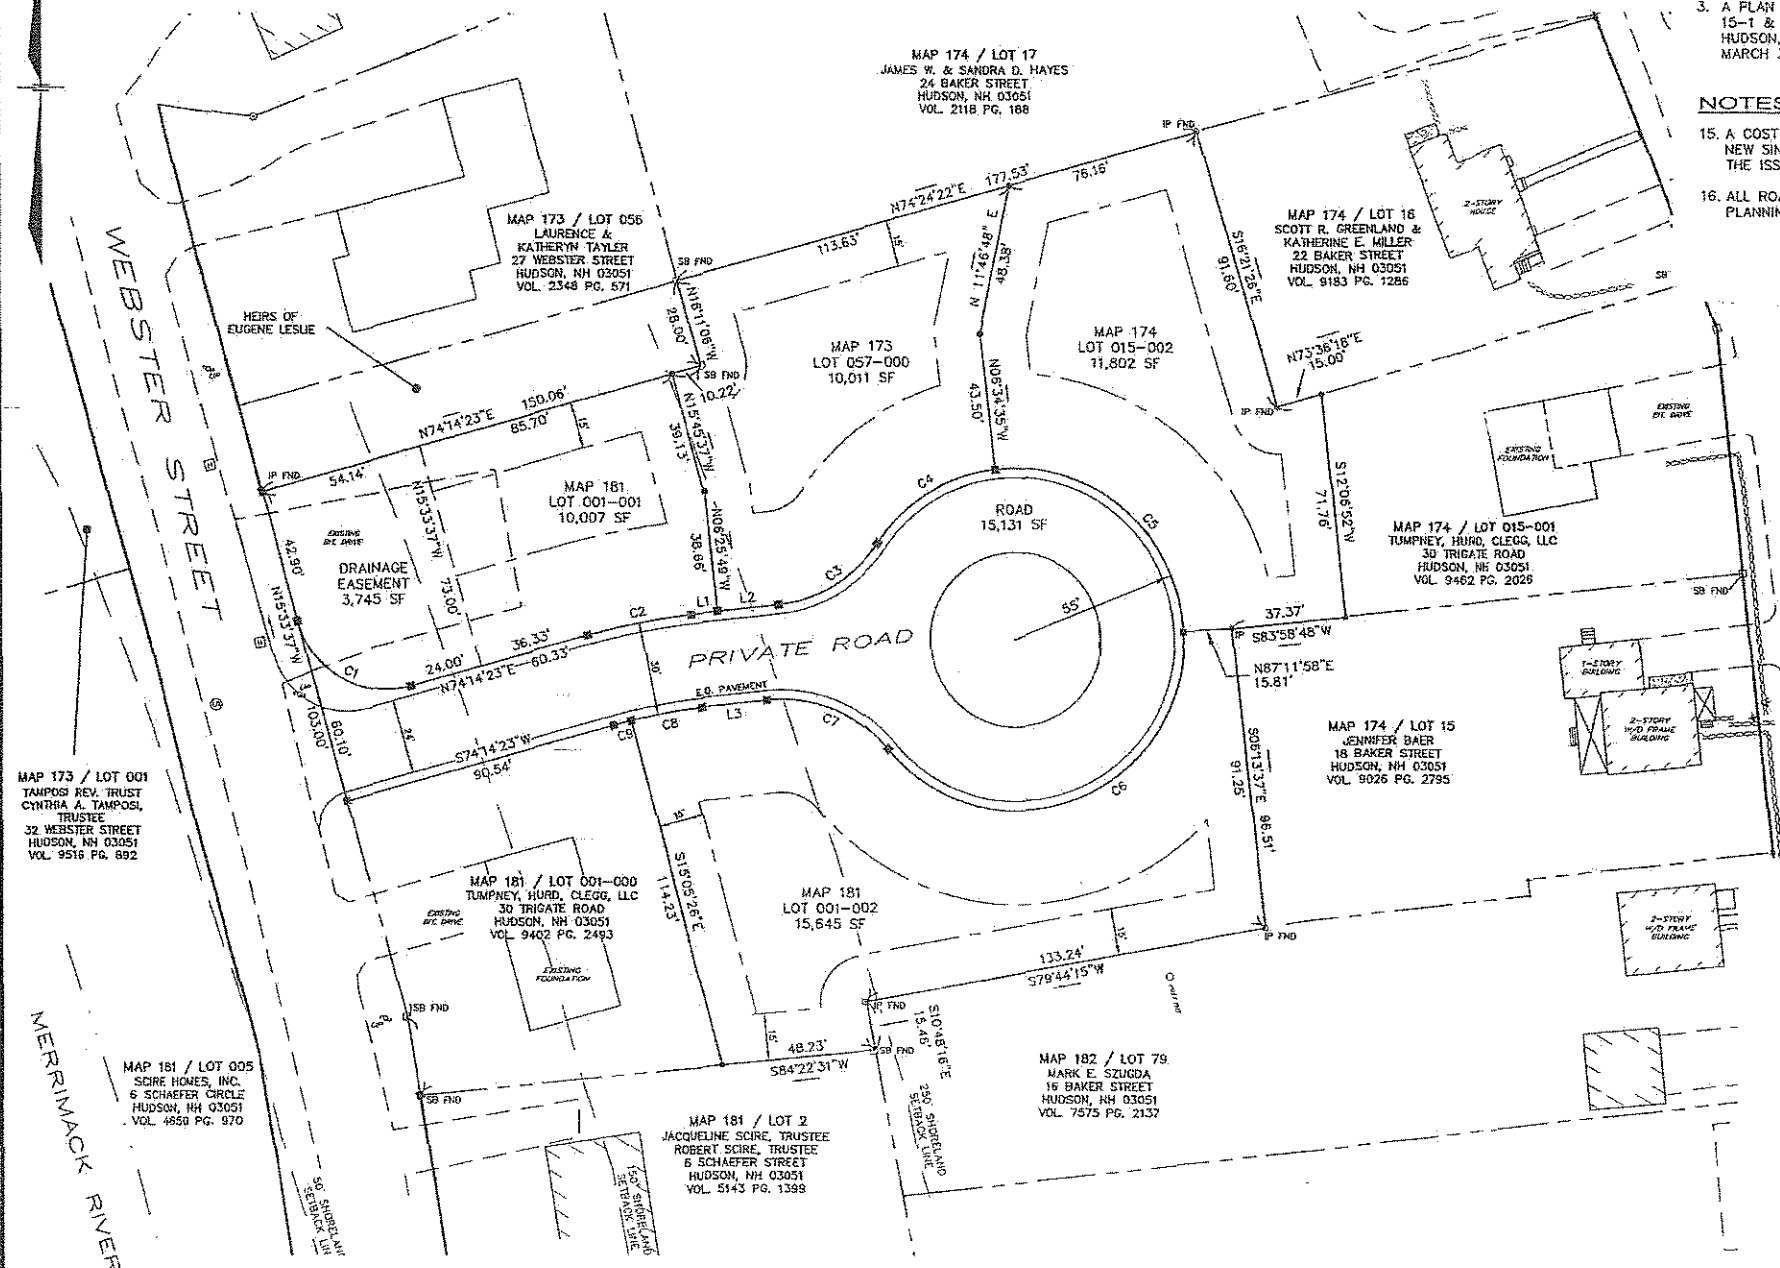 3. A PLAN
15-1 &
HUDSON,
MARCH
NOTES
15. A COST
NEW SIN
THE ISS
16. ALL ROA
PLANNIN
MAP 174 / LOT 17
JAMES W. & SANDRA D. HAYES
24 BAKER STREET
HUDSON, NH 03051
VOL. 2118 PG. 188
IP FND
N74°24'22"E
177.53'
76.16'
113.63'
15'
MAP 173 / LOT 056
LAURENCE &
KATHERYN TAYLER
27 WEBSTER STREET
HUDSON, NH 03051
VOL. 2348 PG. 571
SB FND
HEIRS OF
EUGENE LESLIE
WEBSTER STREET
N16°11'06"W
28.00'
SB FND
10.22'
N 11°46'48" E
48.38'
N06°34'35"W
43.50'
MAP 173
LOT 057-000
10,011 SF
MAP 174
LOT 015-002
11,802 SF
S16°21'26"E
91.60'
MAP 174 / LOT 16
SCOTT R. GREENLAND &
KATHERINE E. MILLER
22 BAKER STREET
HUDSON, NH 03051
VOL. 9183 PG. 1286
2-STORY
HOUSE
SB
N73°38'18"E
15.00'
IP FND
EXISTING
BIT. DRIVE
EXISTING
FOUNDATION
S12°06'52"W
71.76'
MAP 174 / LOT 015-001
TUMPNEY, HURD, CLEGG, LLC
30 TRIGATE ROAD
HUDSON, NH 03051
VOL. 9462 PG. 2026
SB FND
150.06'
N74°14'23"E
85.70'
54.14'
15'
IP FND
N15°45'37"W
39.13'
N06°25'49"W
38.66'
MAP 181
LOT 001-001
10,007 SF
N15°33'37"W
73.00'
EXISTING
BIT. DRIVE
DRAINAGE
EASEMENT
3,745 SF
42.90'
N15°33'37"W
C1
24.00'
36.33'
N74°14'23"E
60.33'
C2
L1
L2
C3
C4
C5
ROAD
15,131 SF
55'
PRIVATE ROAD
30'
E.O. PAVEMENT
60.10'
103.00'
25'
S74°14'23"W
90.54'
C9
C8
L3
C7
C6
37.37'
S83°58'48"W
IP
N87°11'58"E
15.81'
S06°13'37"E
91.25'
96.51'
MAP 174 / LOT 15
JENNIFER BAER
18 BAKER STREET
HUDSON, NH 03051
VOL. 9026 PG. 2795
1-STORY
BUILDING
2-STORY
W/D FRAME
BUILDING
2-STORY
W/D FRAME
BUILDING
MAP 173 / LOT 001
TAMPOSI REV. TRUST
CYNTHIA A. TAMPOSI,
TRUSTEE
32 WEBSTER STREET
HUDSON, NH 03051
VOL. 9516 PG. 892
MAP 181 / LOT 001-000
TUMPNEY, HURD, CLEGG, LLC
30 TRIGATE ROAD
HUDSON, NH 03051
VOL. 9402 PG. 2493
EXISTING
BIT. DRIVE
EXISTING
FOUNDATION
15'
S15°05'26"E
114.23'
MAP 181
LOT 001-002
15,645 SF
15'
133.24'
S79°44'15"W
IP FND
IP FND
S10°48'16"E
15.46'
SB FND
15'
48.23'
S84°22'31"W
SB FND
SB FND
250' SHORELAND
SETBACK LINE
MAP 182 / LOT 79
MARK E. SZUGDA
16 BAKER STREET
HUDSON, NH 03051
VOL. 7575 PG. 2137
MAP 181 / LOT 005
SCIRE HOMES, INC.
6 SCHAEFER CIRCLE
HUDSON, NH 03051
VOL. 4650 PG. 970
MAP 181 / LOT 2
JACQUELINE SCIRE, TRUSTEE
ROBERT SCIRE, TRUSTEE
6 SCHAEFER STREET
HUDSON, NH 03051
VOL. 5143 PG. 1399
150' SHORELAND
SETBACK LINE
50' SHORELAND
SETBACK LIN
MERRIMACK RIVER